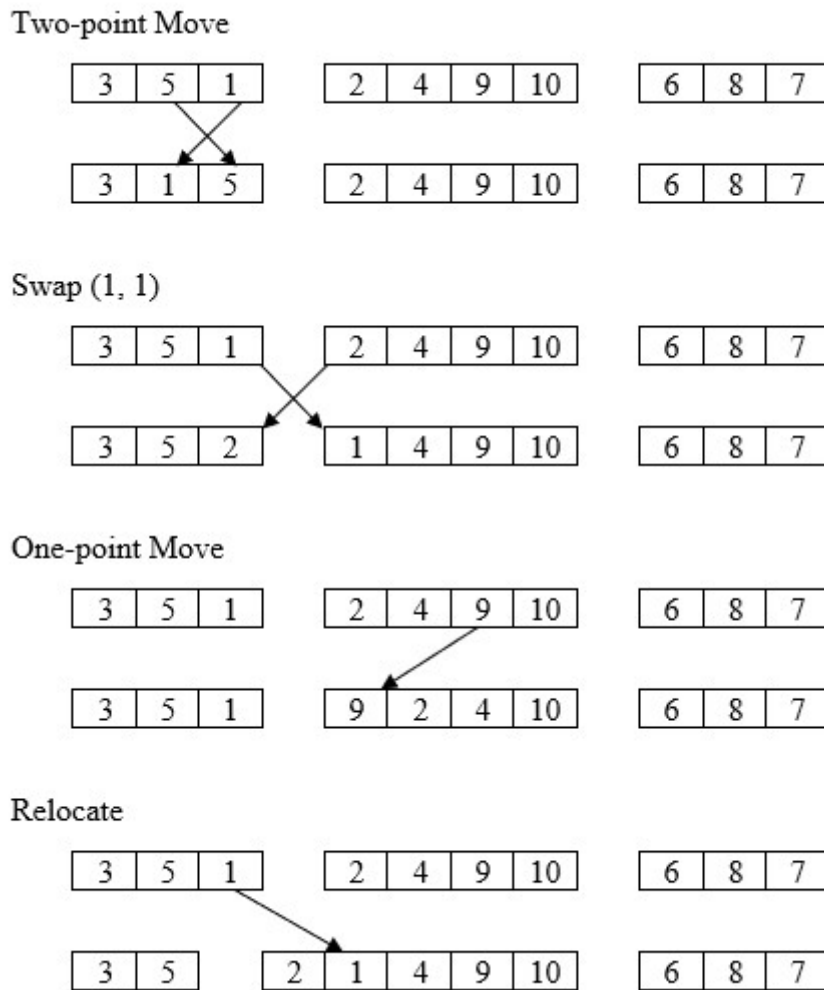 Two-point Move
3 5 1 2 4 9 10 6 8 7
3 1 5 2 4 9 10 6 8 7
Swap (1, 1)
3 5 1 2 4 9 10 6 8 7
3 5 2 1 4 9 10 6 8 7
One-point Move
3 5 1 2 4 9 10 6 8 7
3 5 1 9 2 4 10 6 8 7
Relocate
3 5 1 2 4 9 10 6 8 7
3 5 2 1 4 9 10 6 8 7